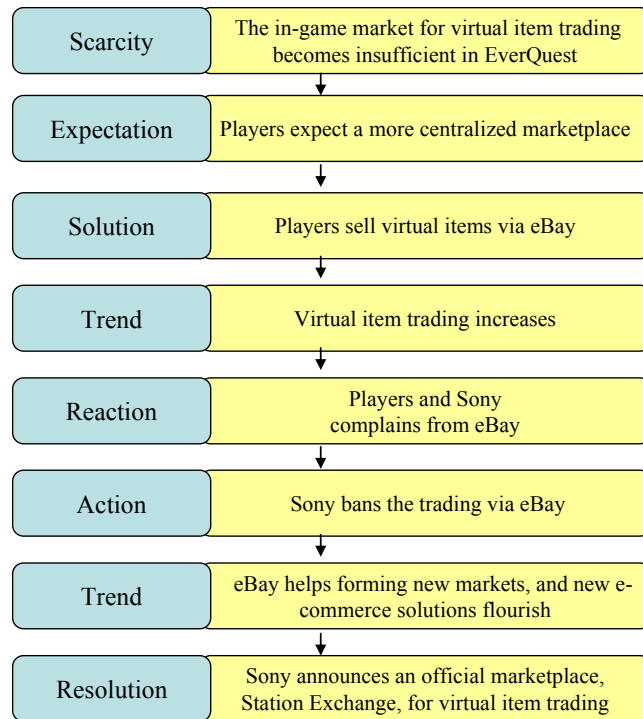 Scarcity
The in-game market for virtual item trading
becomes insufficient in EverQuest
Expectation
Players expect a more centralized marketplace
Solution
Players sell virtual items via eBay
Trend
Virtual item trading increases
Reaction
Players and Sony
complains from eBay
Action
Sony bans the trading via eBay
Trend
eBay helps forming new markets, and new e-
commerce solutions flourish
Resolution
Sony announces an official marketplace,
Station Exchange, for virtual item trading